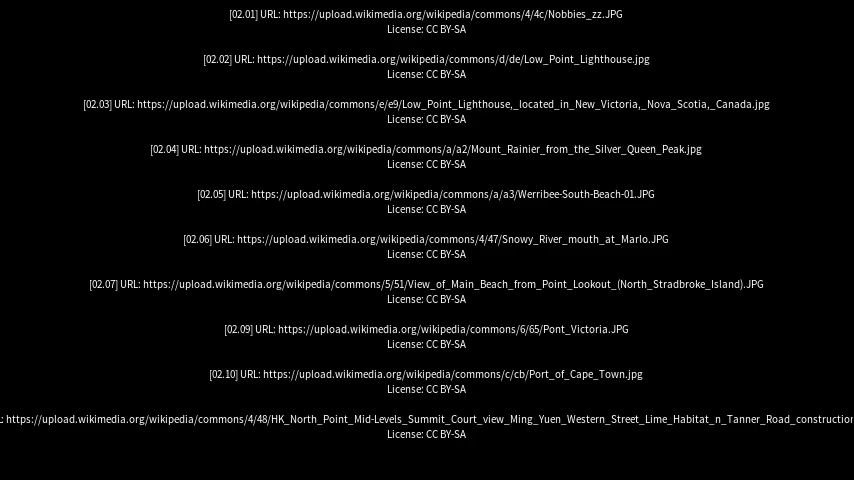 [02.01] URL: https://upload.wikimedia.org/wikipedia/commons/4/4c/Nobbies_zz.JPG
License: CC BY-SA
[02.02] URL: https://upload.wikimedia.org/wikipedia/commons/d/de/Low_Point_Lighthouse.jpg
License: CC BY-SA
[02.03] URL: https://upload.wikimedia.org/wikipedia/commons/e/e9/Low_Point_Lighthouse,_located_in_New_Victoria,_Nova_Scotia,_Canada.jpg
License: CC BY-SA
[02.04] URL: https://upload.wikimedia.org/wikipedia/commons/a/a2/Mount_Rainier_from_the_Silver_Queen_Peak.jpg
License: CC BY-SA
[02.05] URL: https://upload.wikimedia.org/wikipedia/commons/a/a3/Werribee-South-Beach-01.JPG
License: CC BY-SA
[02.06] URL: https://upload.wikimedia.org/wikipedia/commons/4/47/Snowy_River_mouth_at_Marlo.JPG
License: CC BY-SA
[02.07] URL: https://upload.wikimedia.org/wikipedia/commons/5/51/View_of_Main_Beach_from_Point_Lookout_(North_Stradbroke_Island).JPG
License: CC BY-SA
[02.09] URL: https://upload.wikimedia.org/wikipedia/commons/6/65/Pont_Victoria.JPG
License: CC BY-SA
[02.10] URL: https://upload.wikimedia.org/wikipedia/commons/c/cb/Port_of_Cape_Town.jpg
License: CC BY-SA
https://upload.wikimedia.org/wikipedia/commons/4/48/HK_North_Point_Mid-Levels_Summit_Court_view_Ming_Yuen_Western_Street_Lime_Habitat_n_Tanner_Road_construction
License: CC BY-SA